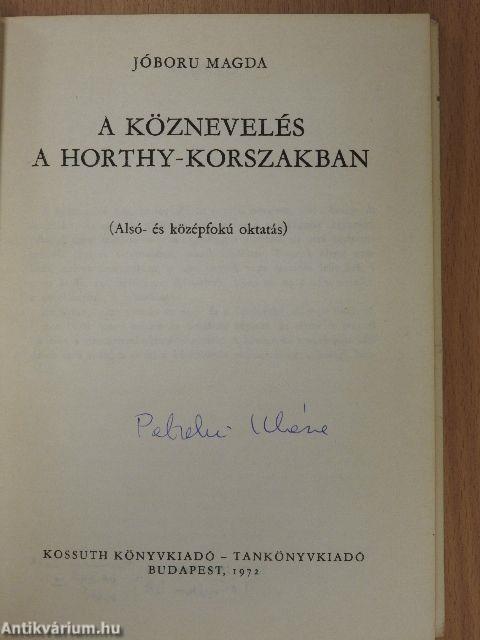 JÓBORU MAGDA
A KÖZNEVELÉS
A HORTHY-KORSZAKBAN
(Alsó- és középfokú oktatás)
KOSSUTH KÖNYVKIADÓ – TANKÖNYVKIADÓ
BUDAPEST, 1972
Antikvárium.hu